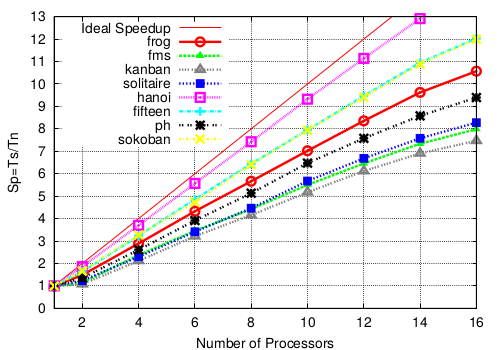 13
12
11
10
9
8
7
6
5
4
3
2
1
0
Sp=Ts/Tn
Ideal Speedup
frog
fms
kanban
solitaire
hanoi
fifteen
ph
sokoban
2 4 6 8 10 12 14 16
Number of Processors